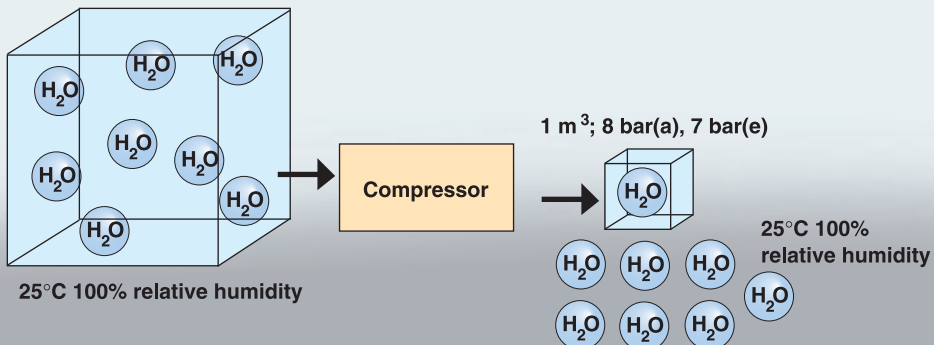 H2O
H2O
H2O
H2O
H2O
H2O
H2O
H2O
25°C 100% relative humidity
Compressor
1 m³; 8 bar(a), 7 bar(e)
H2O
25°C 100%
relative humidity
H2O
H2O
H2O
H2O
H2O
H2O
H2O